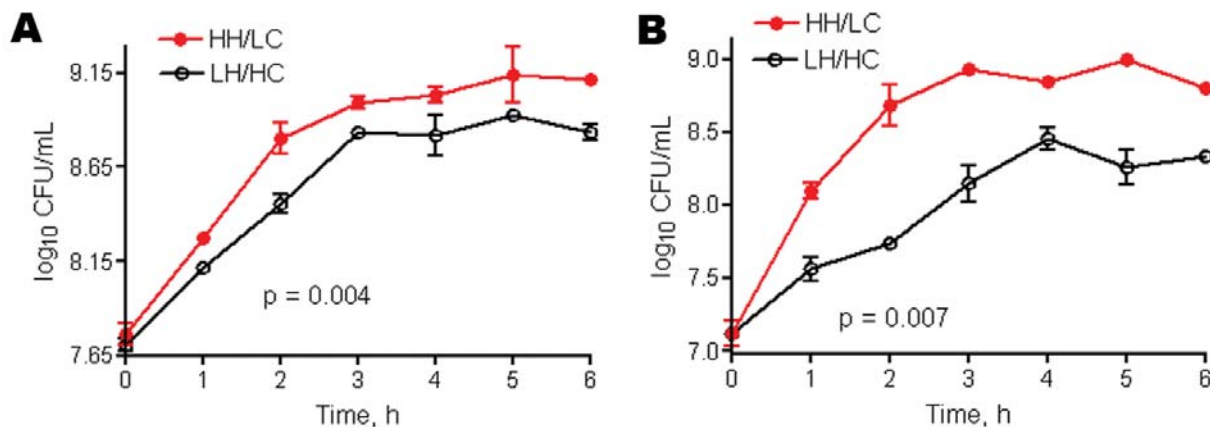 A
HH/LC
LH/HC
9.15
8.65
8.15
7.65
log10 CFU/mL
p = 0.004
0 1 2 3 4 5 6
Time, h
B
HH/LC
LH/HC
9.0
8.5
8.0
7.5
7.0
log10 CFU/mL
p = 0.007
0 1 2 3 4 5 6
Time, h